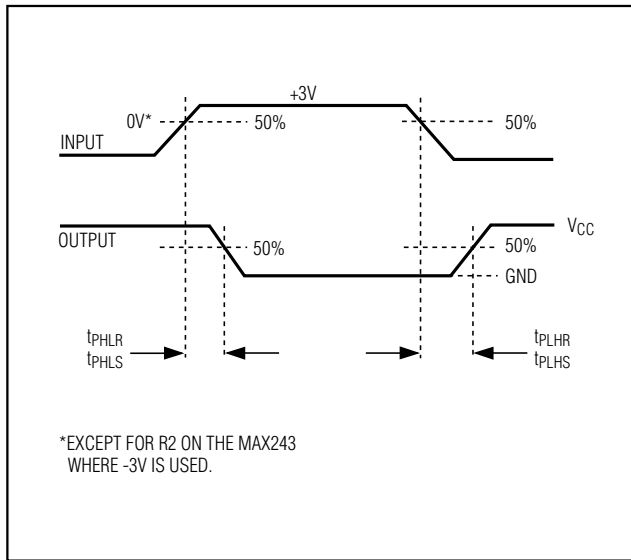 +3V
0V*
50%
50%
INPUT
VCC
OUTPUT
50%
50%
GND
tPHLR
tPHLS
tPLHR
tPLHS
*EXCEPT FOR R2 ON THE MAX243
WHERE -3V IS USED.